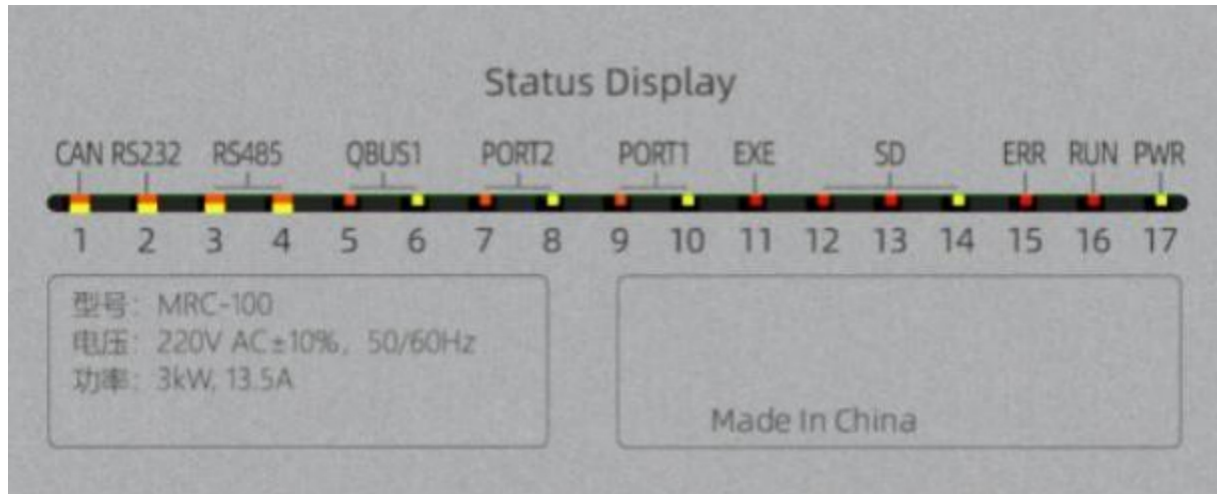 Status Display
CAN RS232 RS485 QBUS1 PORT2 PORT1 EXE SD ERR RUN PWR
1 2 3 4 5 6 7 8 9 10 11 12 13 14 15 16 17
型号：MRC-100
电压：220V AC±10%，50/60Hz
功率：3kW, 13.5A
Made In China